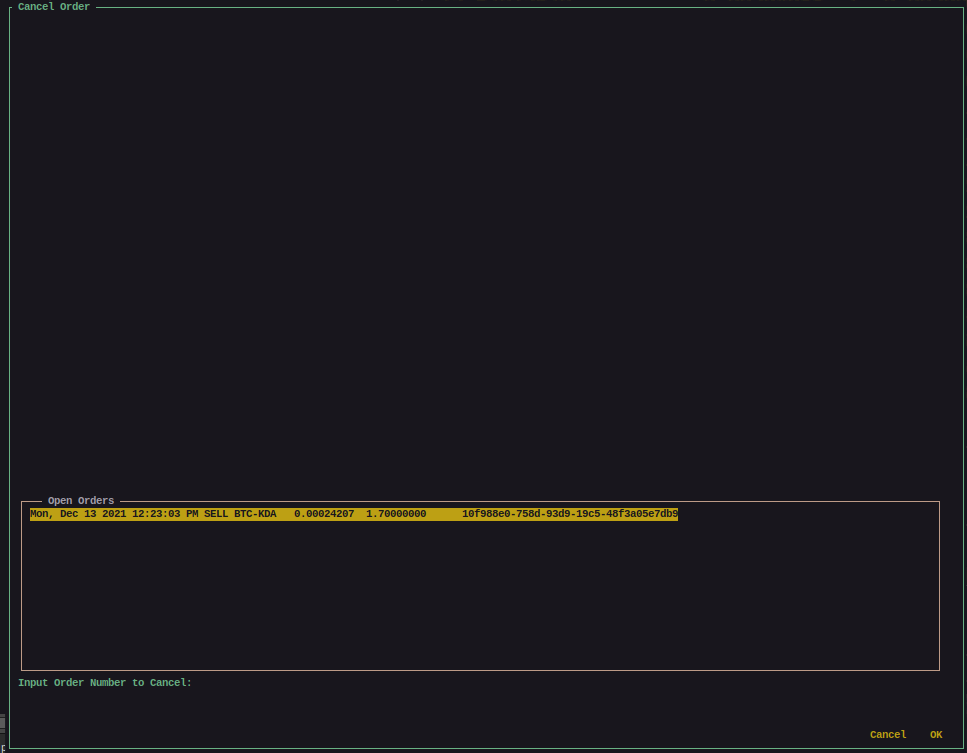 Cancel Order
Open Orders
Mon, Dec 13 2021 12:23:03 PM SELL BTC-KDA 0.00024207 1.70000000 10f988e0-758d-93d9-19c5-48f3a05e7db9
Input Order Number to Cancel:
Cancel OK